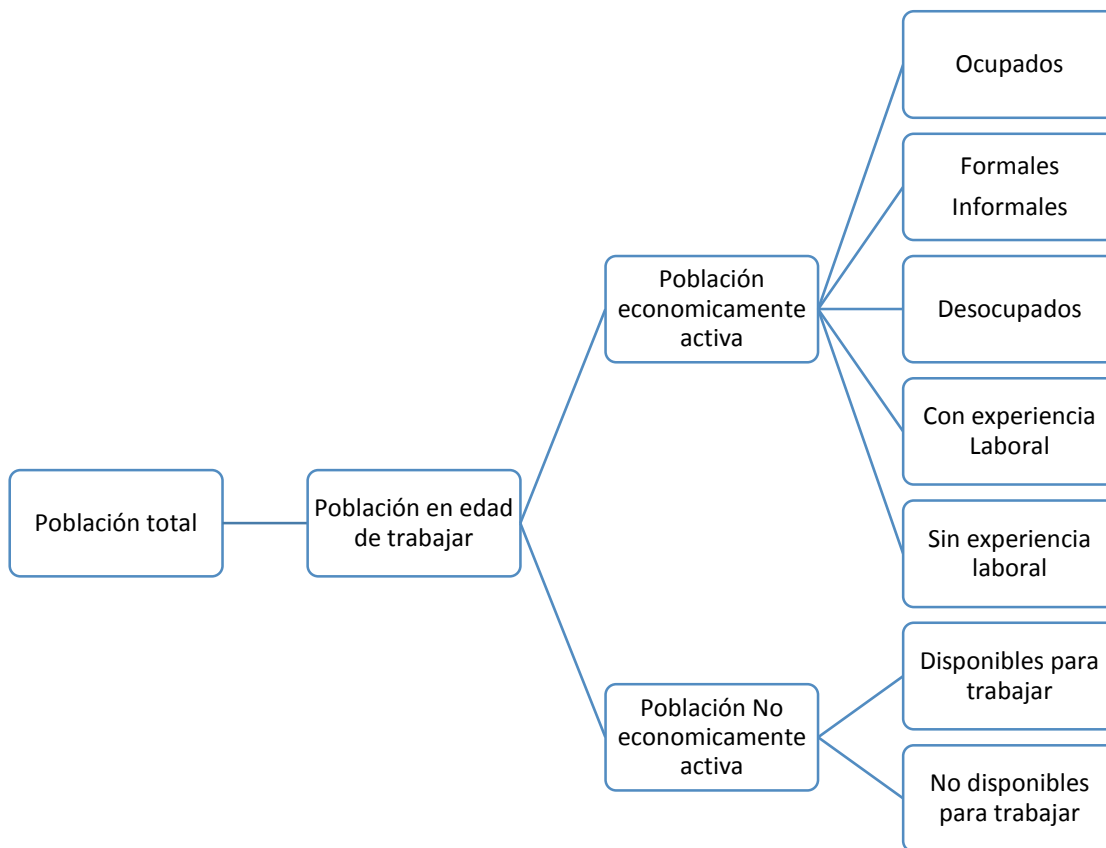 Población total
Población en edad
de trabajar
Población
economicamente
activa
Ocupados
Formales
Informales
Desocupados
Con experiencia
Laboral
Sin experiencia
laboral
Población No
economicamente
activa
Disponibles para
trabajar
No disponibles
para trabajar